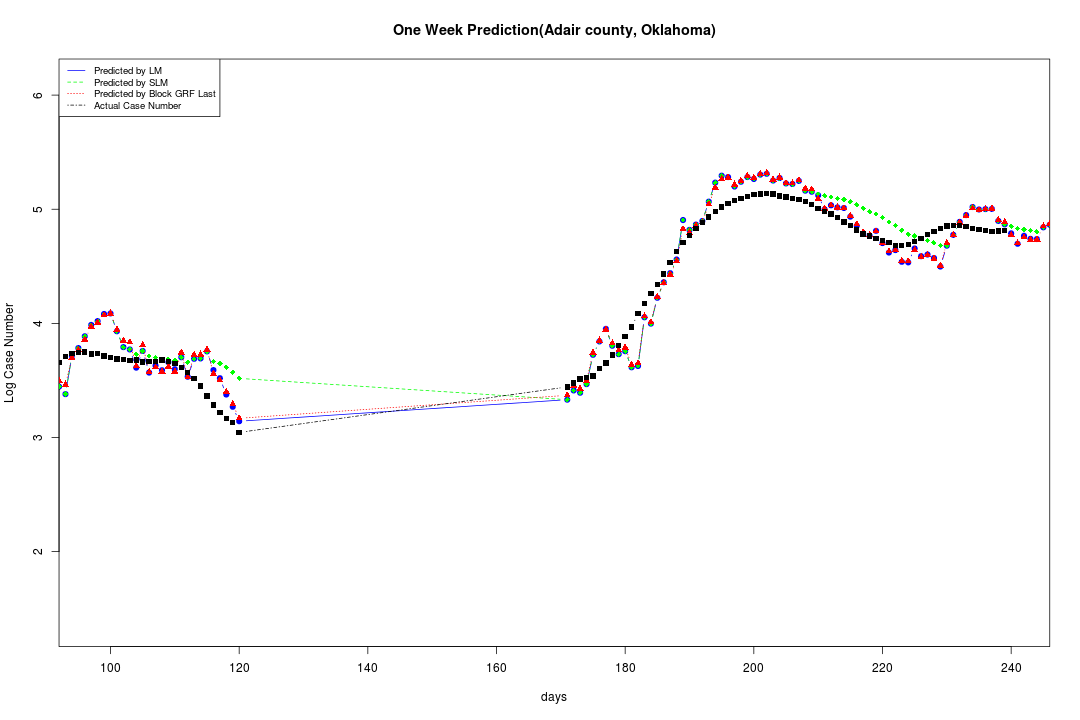 One Week Prediction(Adair county, Oklahoma)
Predicted by LM
Predicted by SLM
Predicted by Block GRF Last
Actual Case Number
6
5
4
3
2
Log Case Number
100 120 140 160 180 200 220 240
days